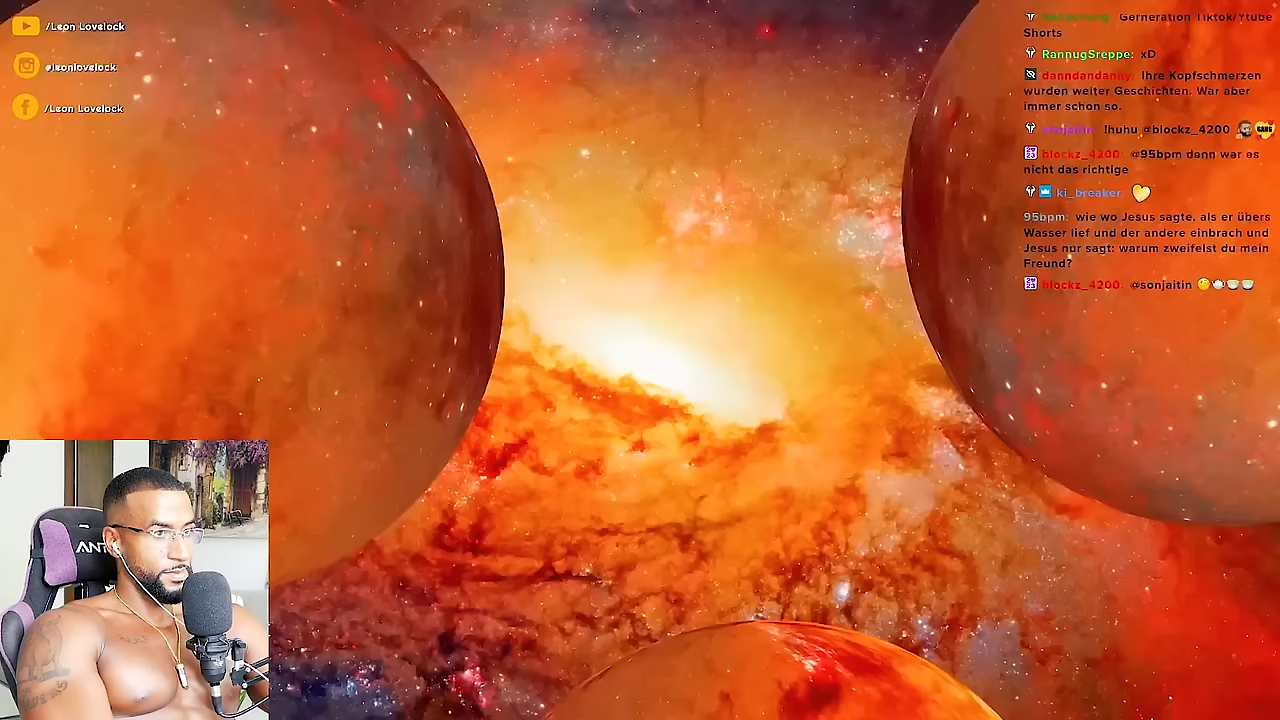 /Leon Lovelock
@leonlovelock
/Leon Lovelock
Gerneration Tiktok/Ytube
Shorts
RannugSreppe: xD
danndandanny: Ihre Kopfschmerzen
wurden weiter Geschichten. War aber
immer schon so.
sonjaitin: !huhu @blockz_4200
blockz_4200: @95bpm dann war es
nicht das richtige
ki_breaker:
95bpm: wie wo Jesus sagte, als er übers
Wasser lief und der andere einbrach und
Jesus nur sagt: warum zweifelst du mein
Freund?
blockz_4200: @sonjaitin
ANT